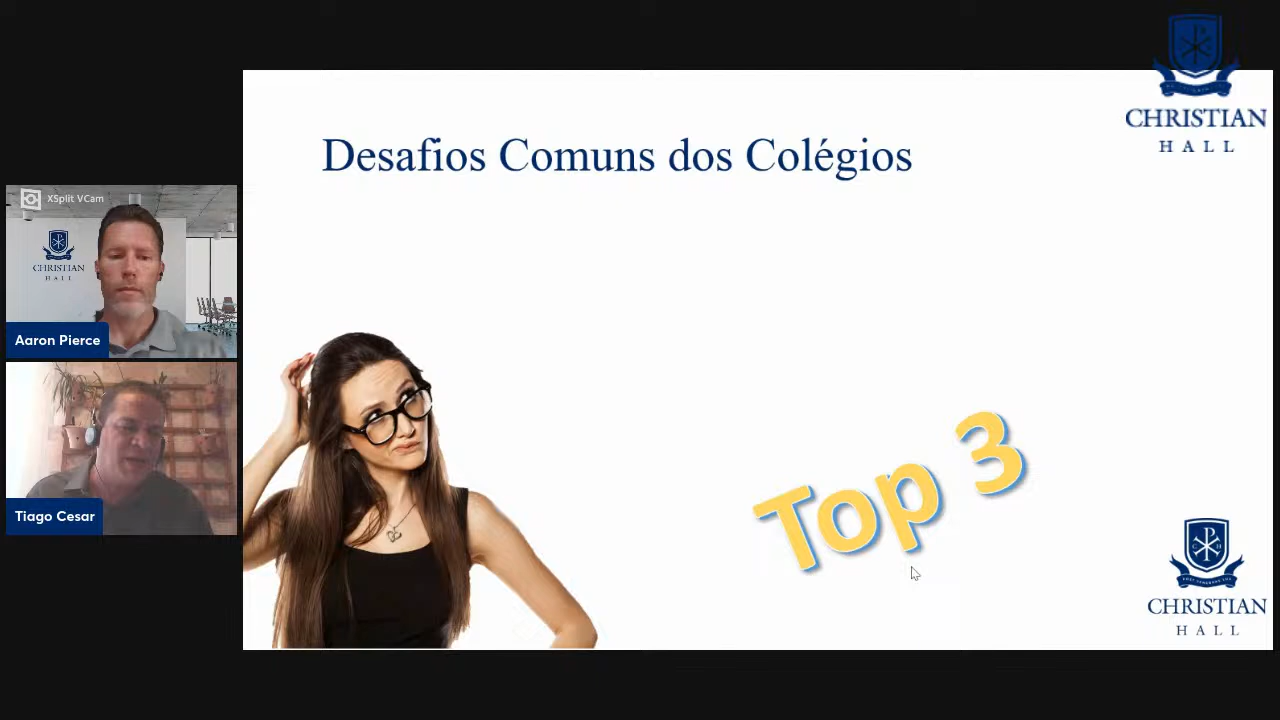 CHRISTIAN
HALL
Desafios Comuns dos Colégios
XSplit VCam
CHRISTIAN
HALL
Aaron Pierce
Tiago Cesar
Top 3
CHRISTIAN
HALL